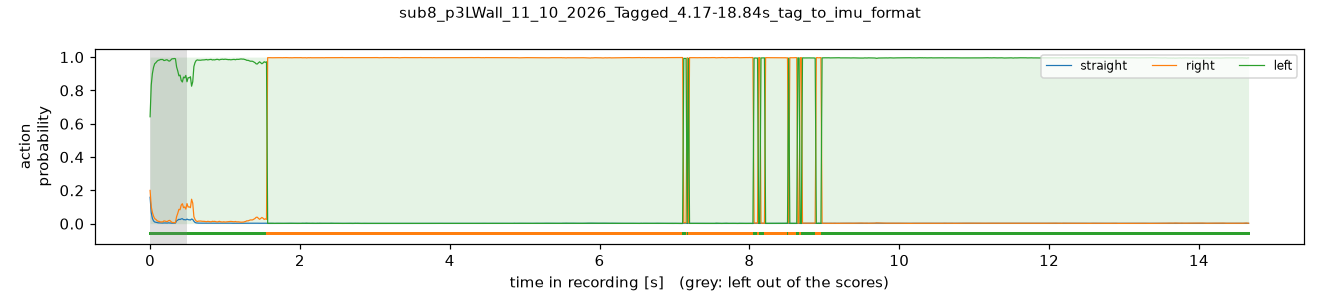 sub8_p3LWall_11_10_2026_Tagged_4.17-18.84s_tag_to_imu_format
action
probability
1.0
0.8
0.6
0.4
0.2
0.0
straight
right
left
0
2
4
6
8
10
12
14
time in recording [s]   (grey: left out of the scores)